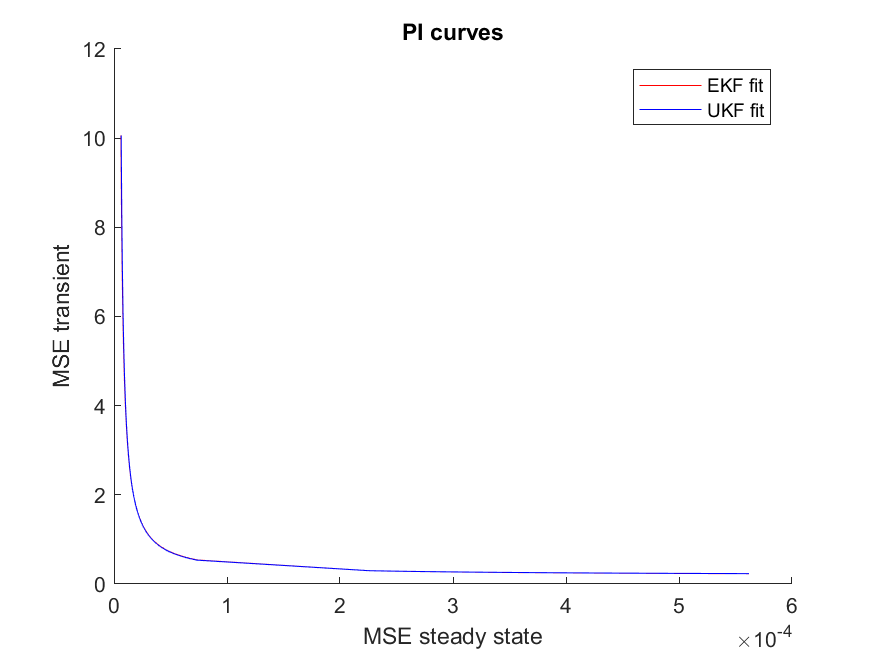 PI curves
12
10
8
6
4
2
0
MSE transient
EKF fit
UKF fit
0 1 2 3 4 5 6
MSE steady state
×10⁻⁴